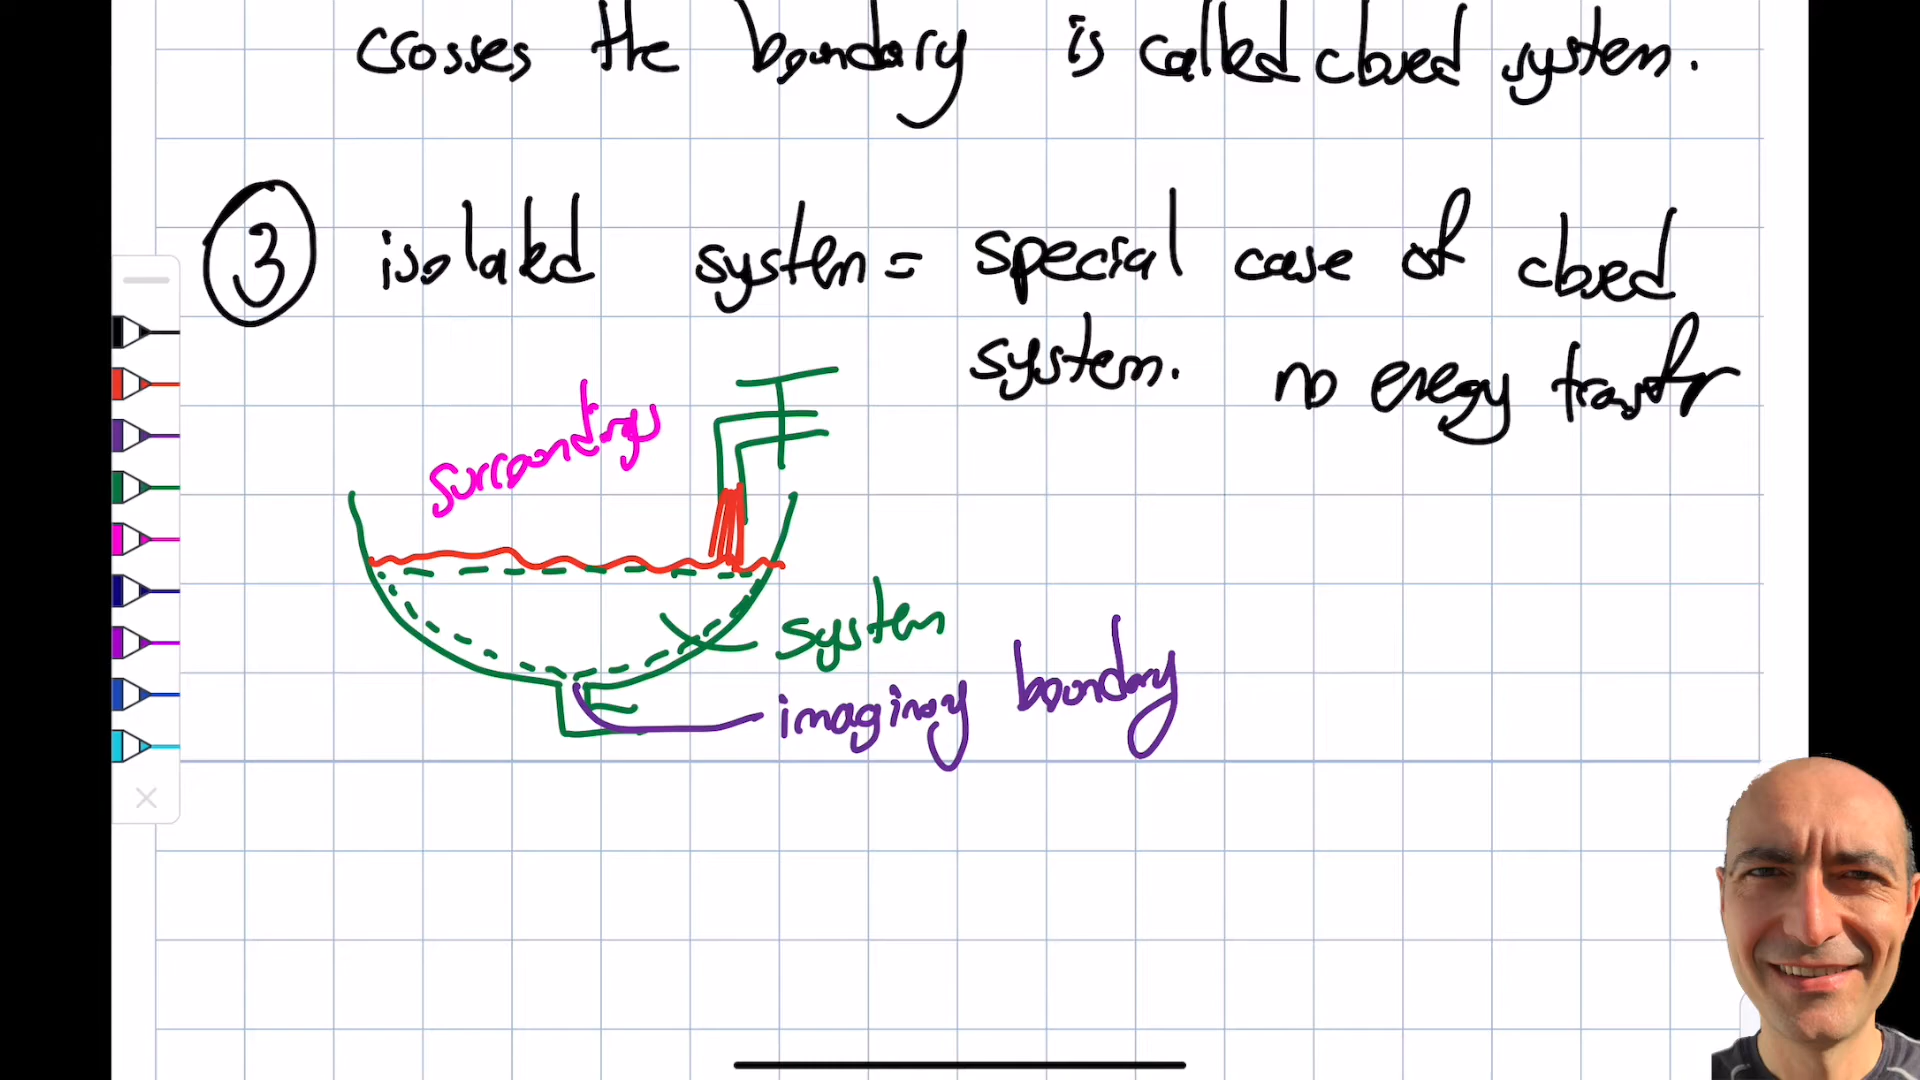 crosses the boundary is called closed system.
③ isolated system = special case of closed
system. no energy transfr
surroundings
system
imaginary boundary